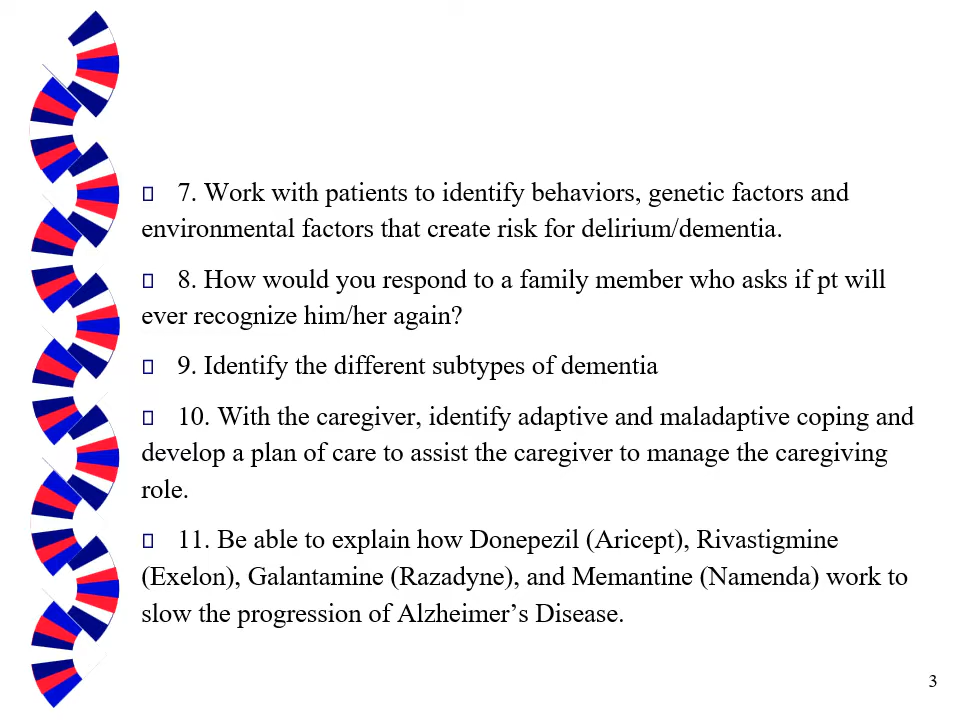 7. Work with patients to identify behaviors, genetic factors and
environmental factors that create risk for delirium/dementia.
8. How would you respond to a family member who asks if pt will
ever recognize him/her again?
9. Identify the different subtypes of dementia
10. With the caregiver, identify adaptive and maladaptive coping and
develop a plan of care to assist the caregiver to manage the caregiving
role.
11. Be able to explain how Donepezil (Aricept), Rivastigmine
(Exelon), Galantamine (Razadyne), and Memantine (Namenda) work to
slow the progression of Alzheimer’s Disease.
3